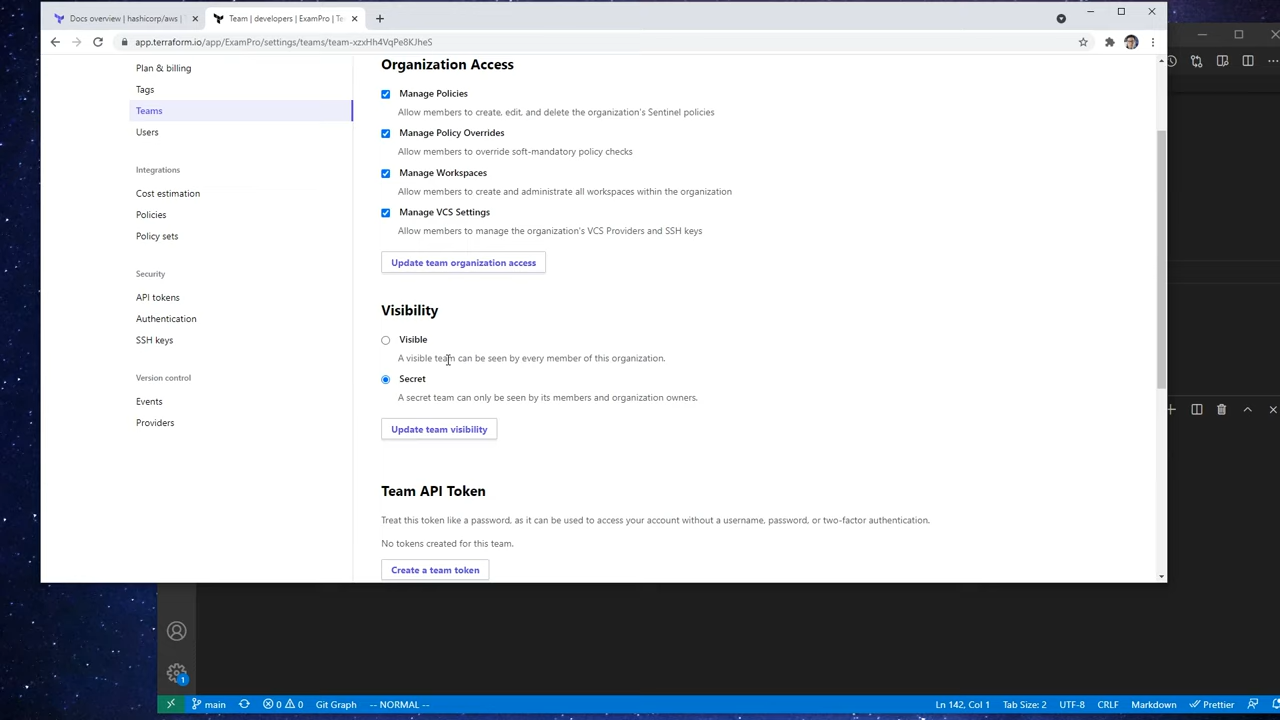 Docs overview | hashicorp/aws |
Team | developers | ExamPro | Te
app.terraform.io/app/ExamPro/settings/teams/team-xzxHh4VqPe8KJheS
Plan & billing
Tags
Teams
Users
Integrations
Cost estimation
Policies
Policy sets
Security
API tokens
Authentication
SSH keys
Version control
Events
Providers
Organization Access
Manage Policies
Allow members to create, edit, and delete the organization's Sentinel policies
Manage Policy Overrides
Allow members to override soft-mandatory policy checks
Manage Workspaces
Allow members to create and administrate all workspaces within the organization
Manage VCS Settings
Allow members to manage the organization's VCS Providers and SSH keys
Update team organization access
Visibility
Visible
A visible team can be seen by every member of this organization.
Secret
A secret team can only be seen by its members and organization owners.
Update team visibility
Team API Token
Treat this token like a password, as it can be used to access your account without a username, password, or two-factor authentication.
No tokens created for this team.
Create a team token
1
main
0 0
Git Graph
-- NORMAL --
Ln 142, Col 1
Tab Size: 2
UTF-8
CRLF
Markdown
Prettier